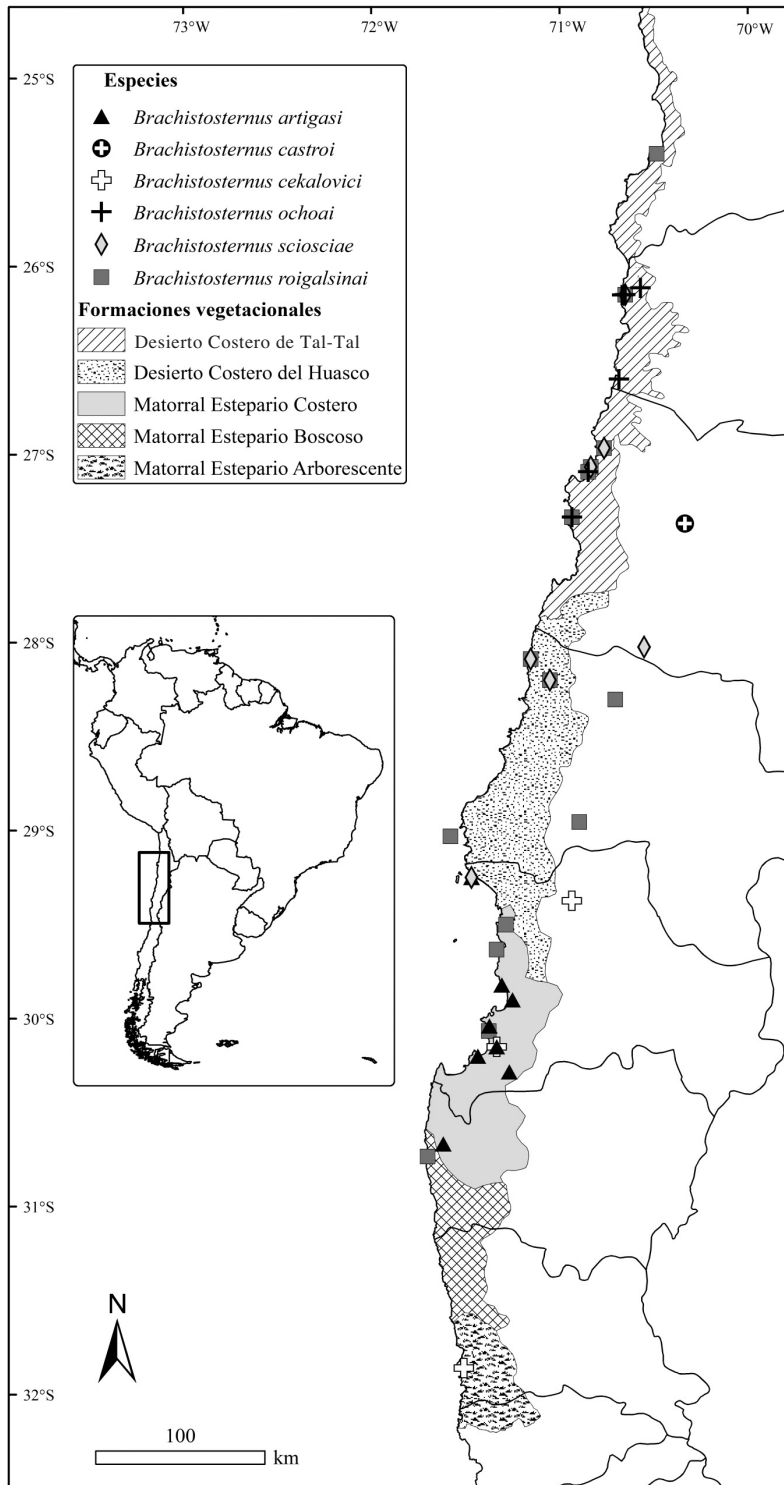 73°W 72°W 71°W 70°W
25°S
26°S
27°S
28°S
29°S
30°S
31°S
32°S
Especies
Brachistosternus artigasi
Brachistosternus castroi
Brachistosternus cekalovici
Brachistosternus ochoai
Brachistosternus sciosciae
Brachistosternus roigalsinai
Formaciones vegetacionales
Desierto Costero de Tal-Tal
Desierto Costero del Huasco
Matorral Estepario Costero
Matorral Estepario Boscoso
Matorral Estepario Arborescente
N
100
km